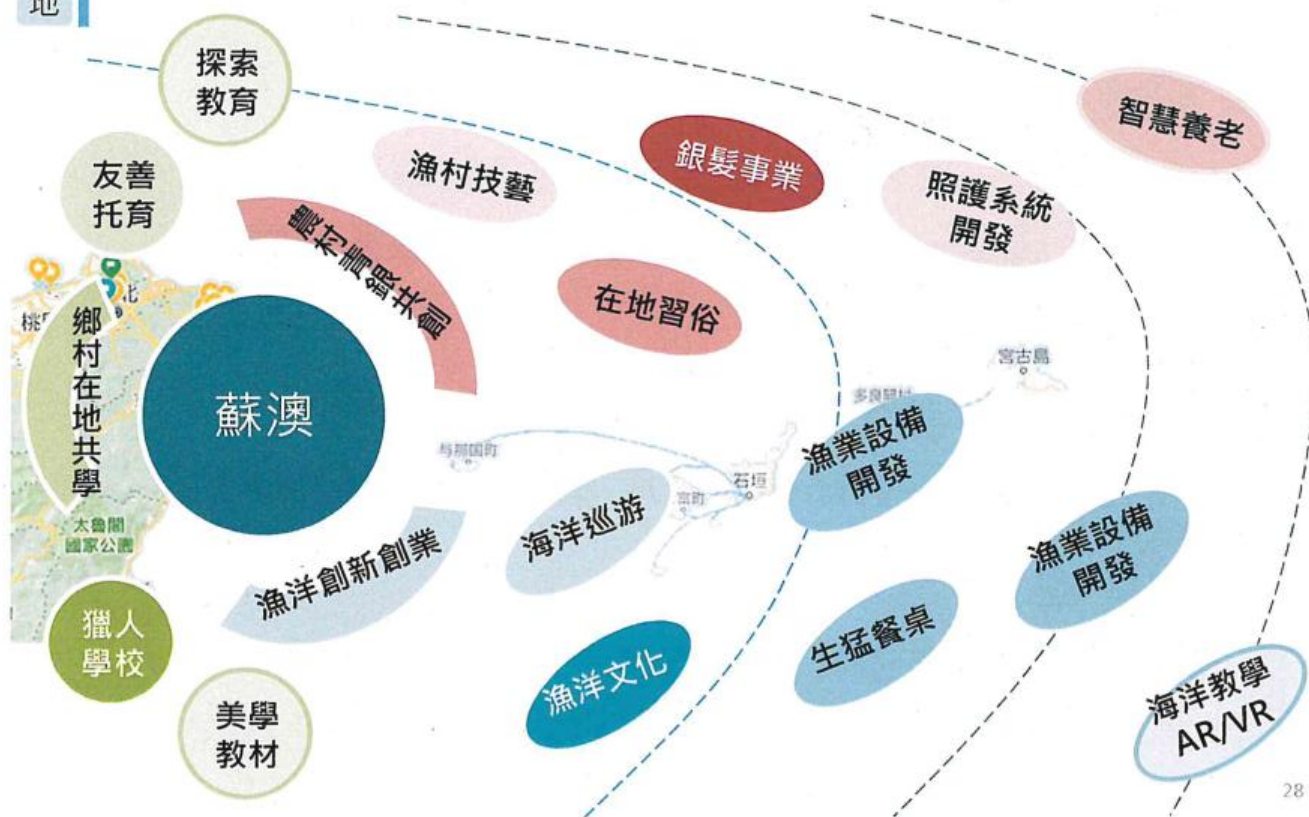 地
探索
教育
友善
托育
漁村技藝
銀髮事業
智慧養老
照護系統
開發
農村青銀共創
在地習俗
北
桃
鄉村在地共學
蘇澳
宮古島
多良間村
与那国町
石垣
富町
漁業設備
開發
海洋巡游
太魯閣
國家公園
漁洋創新創業
漁業設備
開發
獵人
學校
生猛餐桌
漁洋文化
美學
教材
海洋教學
AR/VR
28